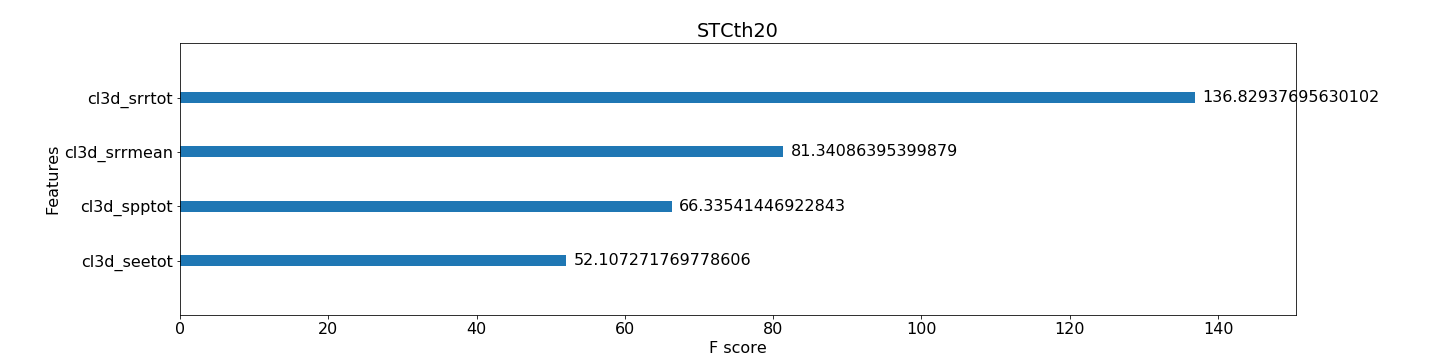 STCth20
cl3d_srrtot
136.82937695630102
cl3d_srrmean
81.34086395399879
cl3d_spptot
66.33541446922843
cl3d_seetot
52.107271769778606
Features
0 20 40 60 80 100 120 140
F score